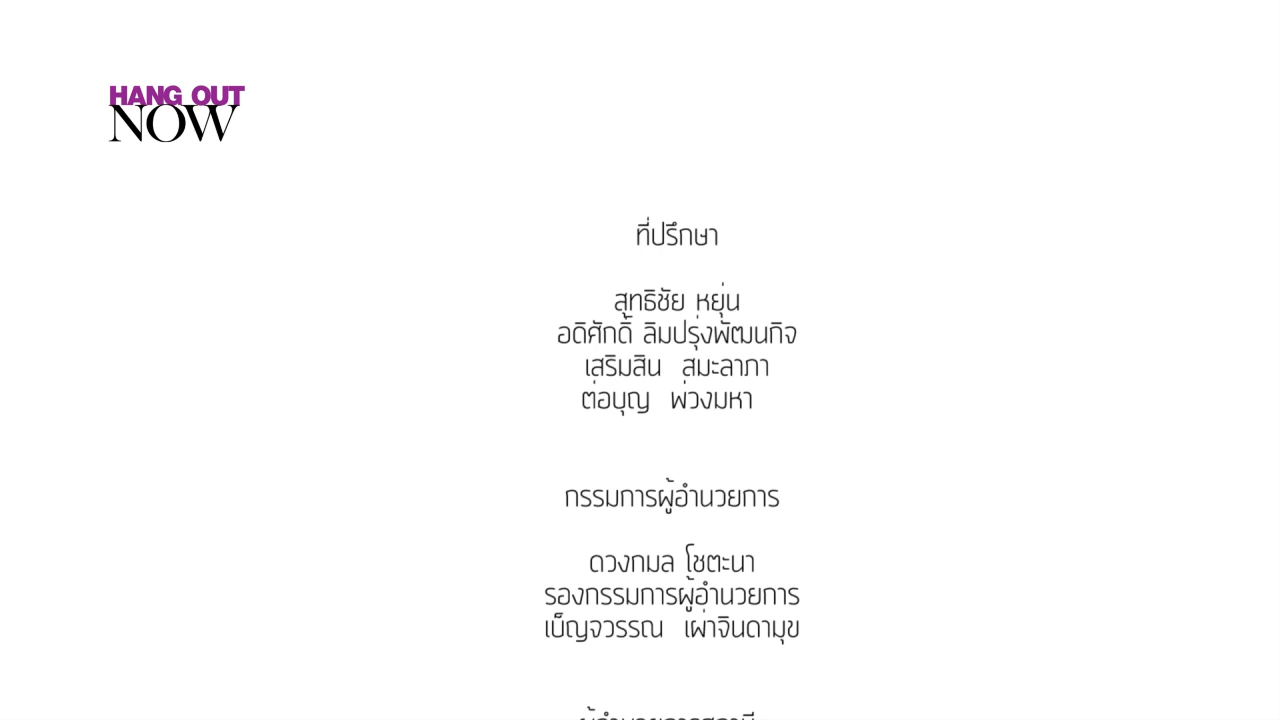 HANG OUT
NOW
ที่ปรึกษา
สุทธิชัย หยุ่น
อดิศักดิ์ ลิมปรุ่งพัฒนกิจ
เสริมสิน สมะลาภา
ต่อบุญ พ่วงมหา
กรรมการผู้อำนวยการ
ดวงกมล โชตะนา
รองกรรมการผู้อำนวยการ
เบ็ญจวรรณ เผ่าจินดามุข